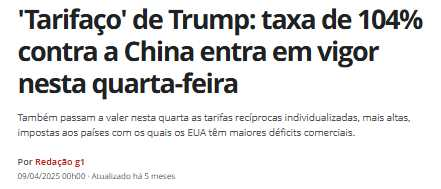 'Tarifaço' de Trump: taxa de 104%
contra a China entra em vigor
nesta quarta-feira
Também passam a valer nesta quarta as tarifas recíprocas individualizadas, mais altas,
impostas aos países com os quais os EUA têm maiores déficits comerciais.
Por Redação g1
09/04/2025 00h00 · Atualizado há 5 meses